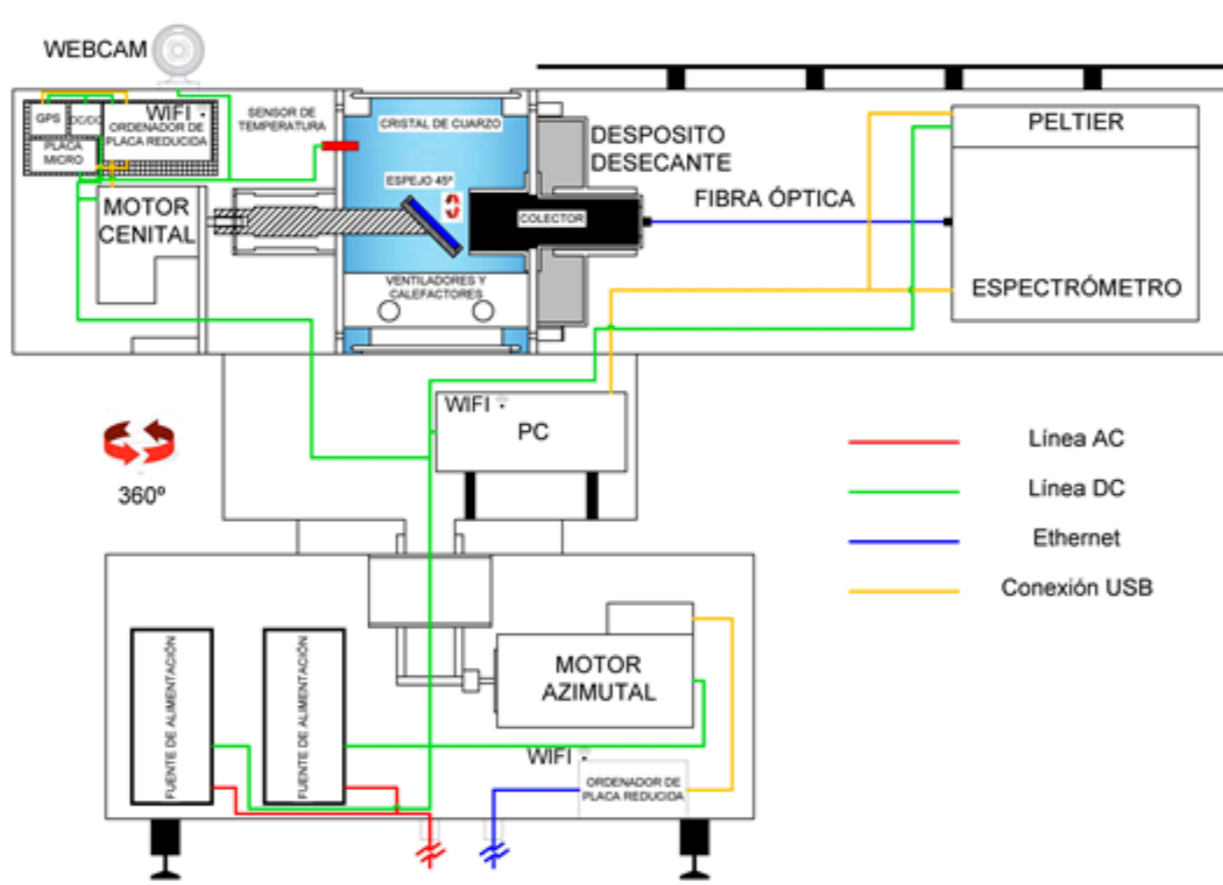 WEBCAM
GPS
DC/DC
WIFI
ORDENADOR DE
PLACA REDUCIDA
PLACA
MICRO
SENSOR DE
TEMPERATURA
CRISTAL DE CUARZO
DESPOSITO
DESECANTE
PELTIER
ESPEJO 45º
MOTOR
CENITAL
COLECTOR
FIBRA ÓPTICA
VENTILADORES Y
CALEFACTORES
ESPECTRÓMETRO
WIFI
PC
360º
Línea AC
Línea DC
Ethernet
Conexión USB
FUENTE DE ALIMENTACIÓN
FUENTE DE ALIMENTACIÓN
MOTOR
AZIMUTAL
WIFI
ORDENADOR DE
PLACA REDUCIDA